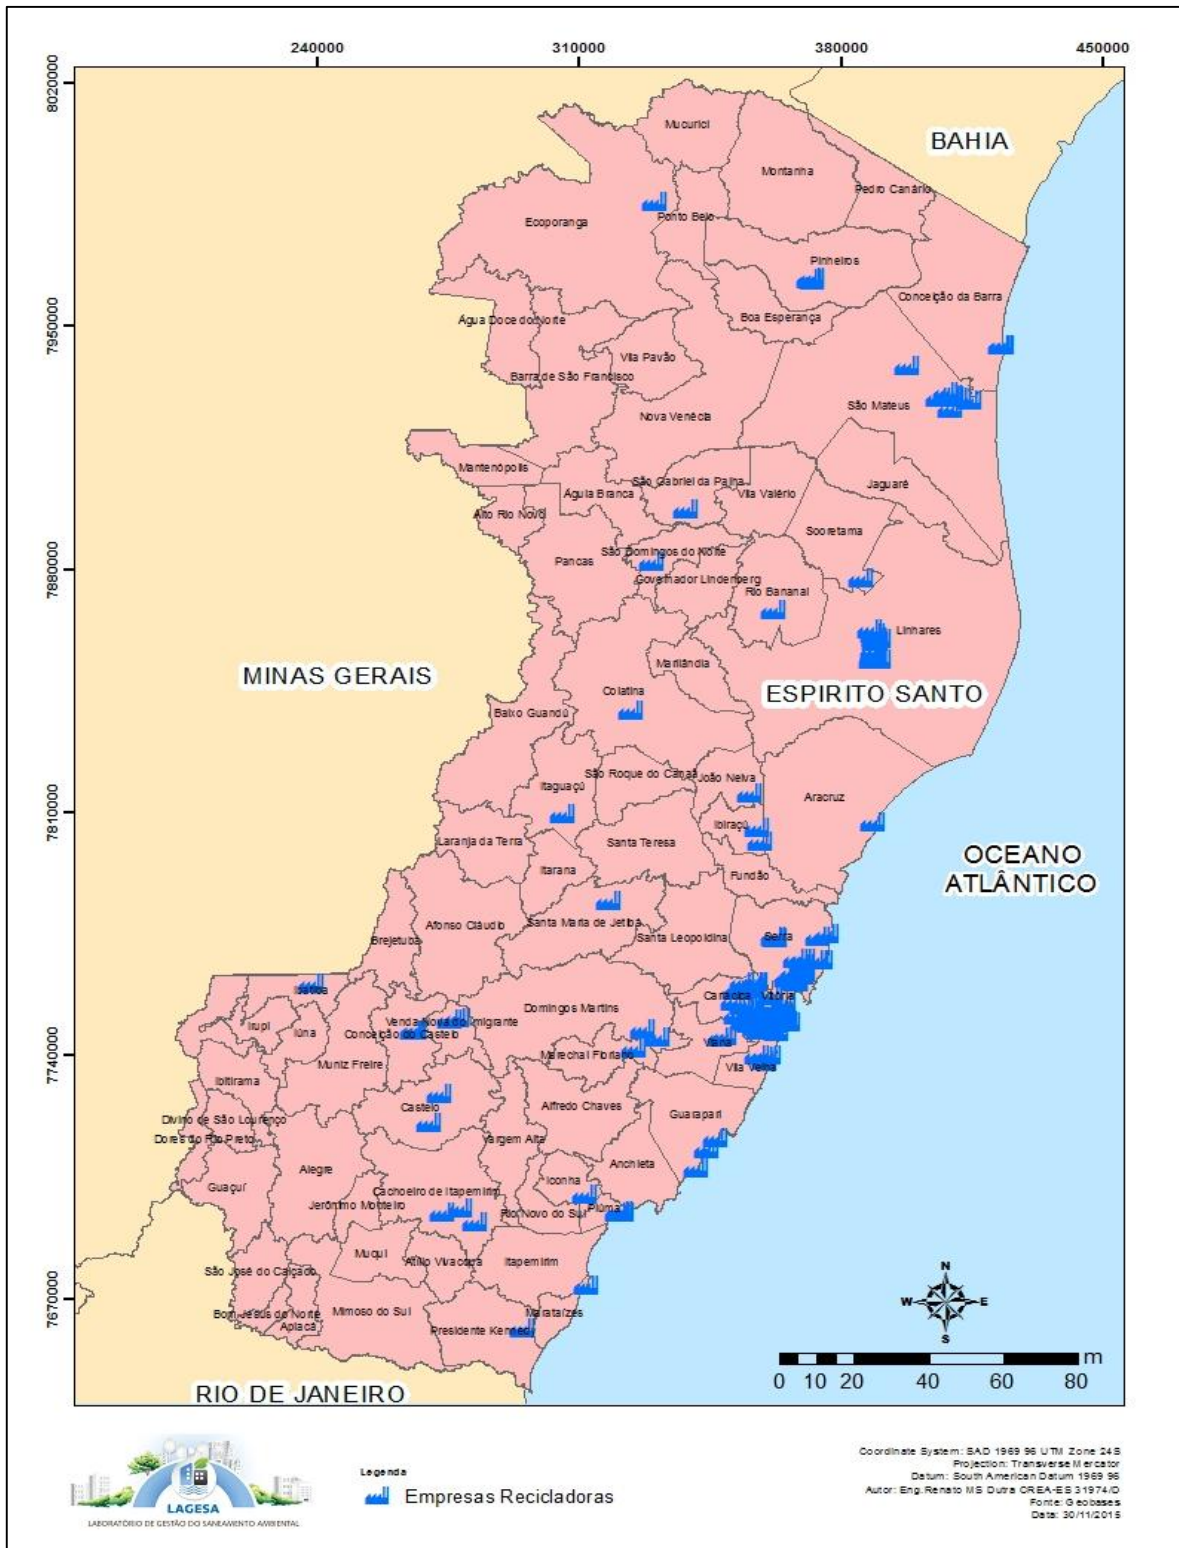 240000 310000 380000 450000
8020000
7950000
7880000
7810000
7740000
7670000
BAHIA
Mucurici
Montanha
Pedro Canário
Ecoporanga
Ponto Belo
Pinheiros
Conceição da Barra
Boa Esperança
Água Doce do Norte
Vila Pavão
Barra de São Francisco
São Mateus
Nova Venécia
Mantenópolis
São Gabriel da Palha
Jaguaré
Águia Branca
Vila Valério
Alto Rio Novo
Sooretama
São Domingos do Norte
Pancas
Governador Lindenberg
Rio Bananal
Linhares
MINAS GERAIS
Marilândia
ESPIRITO SANTO
Colatina
Baixo Guandú
São Roque do Canaã
João Neiva
Itaguaçú
Aracruz
Ibiraçú
Laranja da Terra
Santa Teresa
OCEANO
ATLÂNTICO
Itarana
Fundão
Afonso Cláudio
Santa Maria de Jetibá
Brejetuba
Santa Leopoldina
Serra
Ibatiba
Cariacica
Vitória
Domingos Martins
Venda Nova do Imigrante
Irupi
Iúna
Conceição do Castelo
Viana
Marechal Floriano
Muniz Freire
Vila Velha
Ibitirama
Castelo
Alfredo Chaves
Guarapari
Divino de São Lourenço
Dores do Rio Preto
Vargem Alta
Anchieta
Alegre
Iconha
Guaçuí
Cachoeiro de Itapemirim
Jerônimo Monteiro
Rio Novo do Sul
Piúma
Muqui
Atílio Vivacqua
Itapemirim
São José do Calçado
Bom Jesus do Norte
Mimoso do Sul
Marataízes
Apiacá
Presidente Kennedy
RIO DE JANEIRO
N
W E
S
m
0 10 20 40 60 80
LAGESA
LABORATÓRIO DE GESTÃO DO SANEAMENTO AMBIENTAL
Legenda
Empresas Recicladoras
Coordinate System: SAD 1969 96 UTM Zone 24S
Projection: Transverse Mercator
Datum: South American Datum 1969 96
Autor: Eng.Renato MS Dutra CREA-ES 31974/D
Fonte: Geobases
Data: 30/11/2015